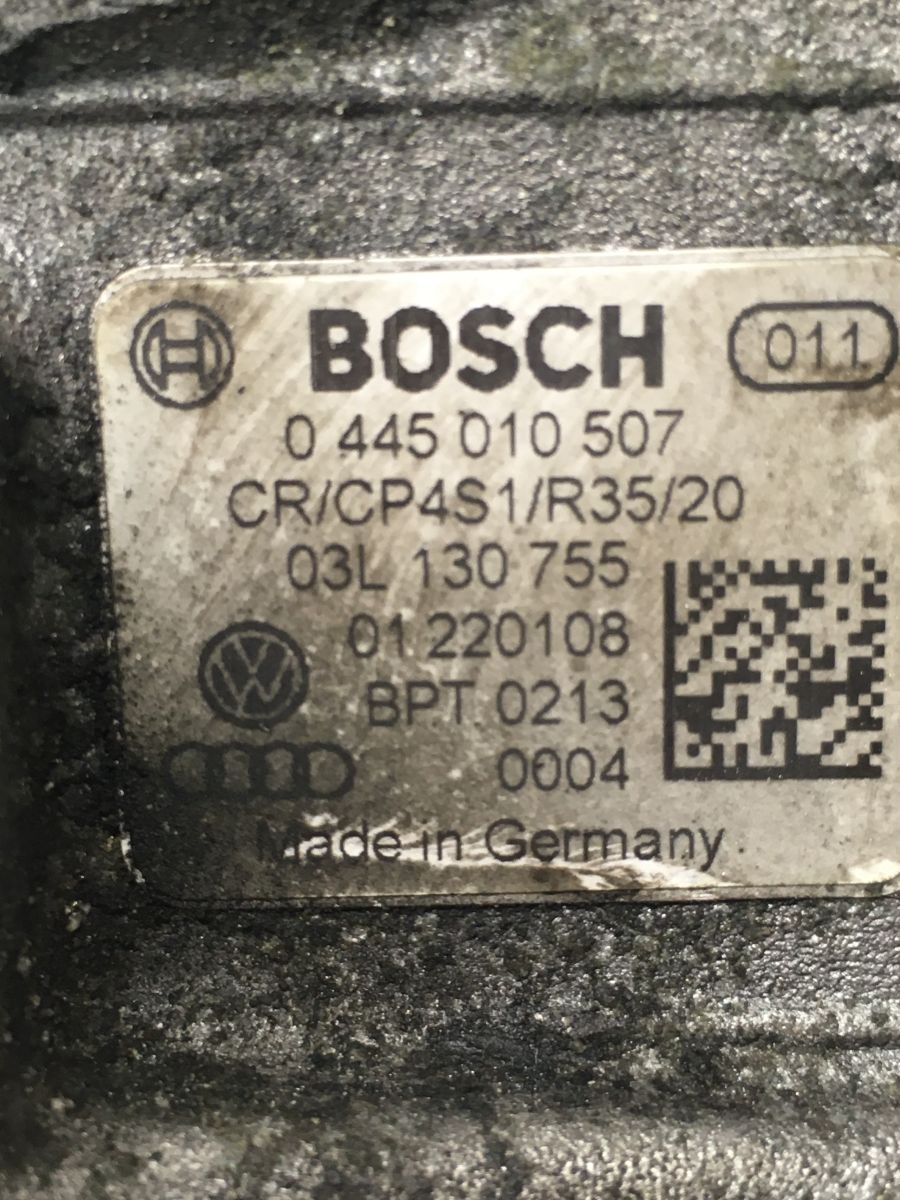 BOSCH 011
0 445 010 507
CR/CP4S1/R35/20
03L 130 755
01 220108
BPT 0213
0004
Made in Germany